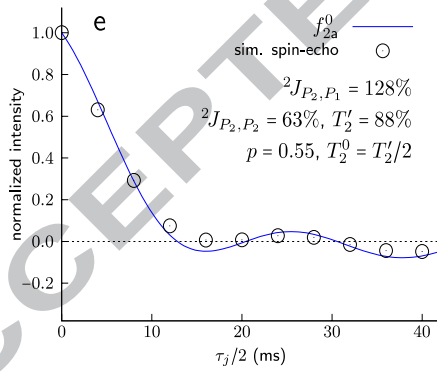 e
f⁰₂ₐ
sim. spin-echo
²J_{P₂,P₁} = 128%
²J_{P₂,P₂} = 63%, T′₂ = 88%
p = 0.55, T⁰₂ = T′₂/2
normalized intensity
1.0
0.8
0.6
0.4
0.2
0.0
−0.2
0 10 20 30 40
τⱼ/2 (ms)
CCEPTE